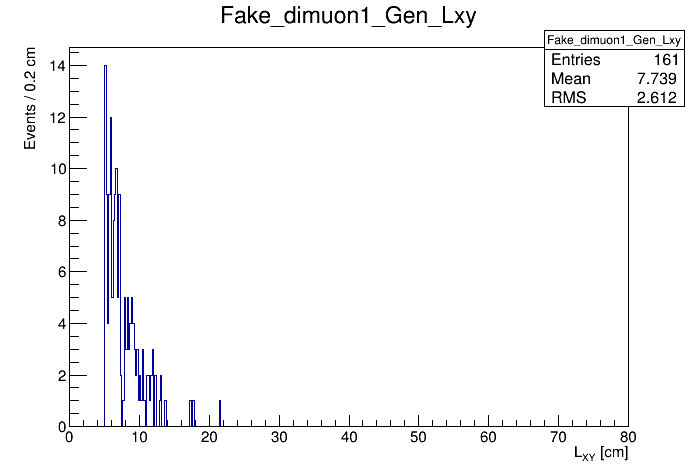 Fake_dimuon1_Gen_Lxy
Fake_dimuon1_Gen_Lxy
Entries 161
Mean 7.739
RMS 2.612
Events / 0.2 cm
14
12
10
8
6
4
2
0
0 10 20 30 40 50 60 70 80
L_XY [cm]